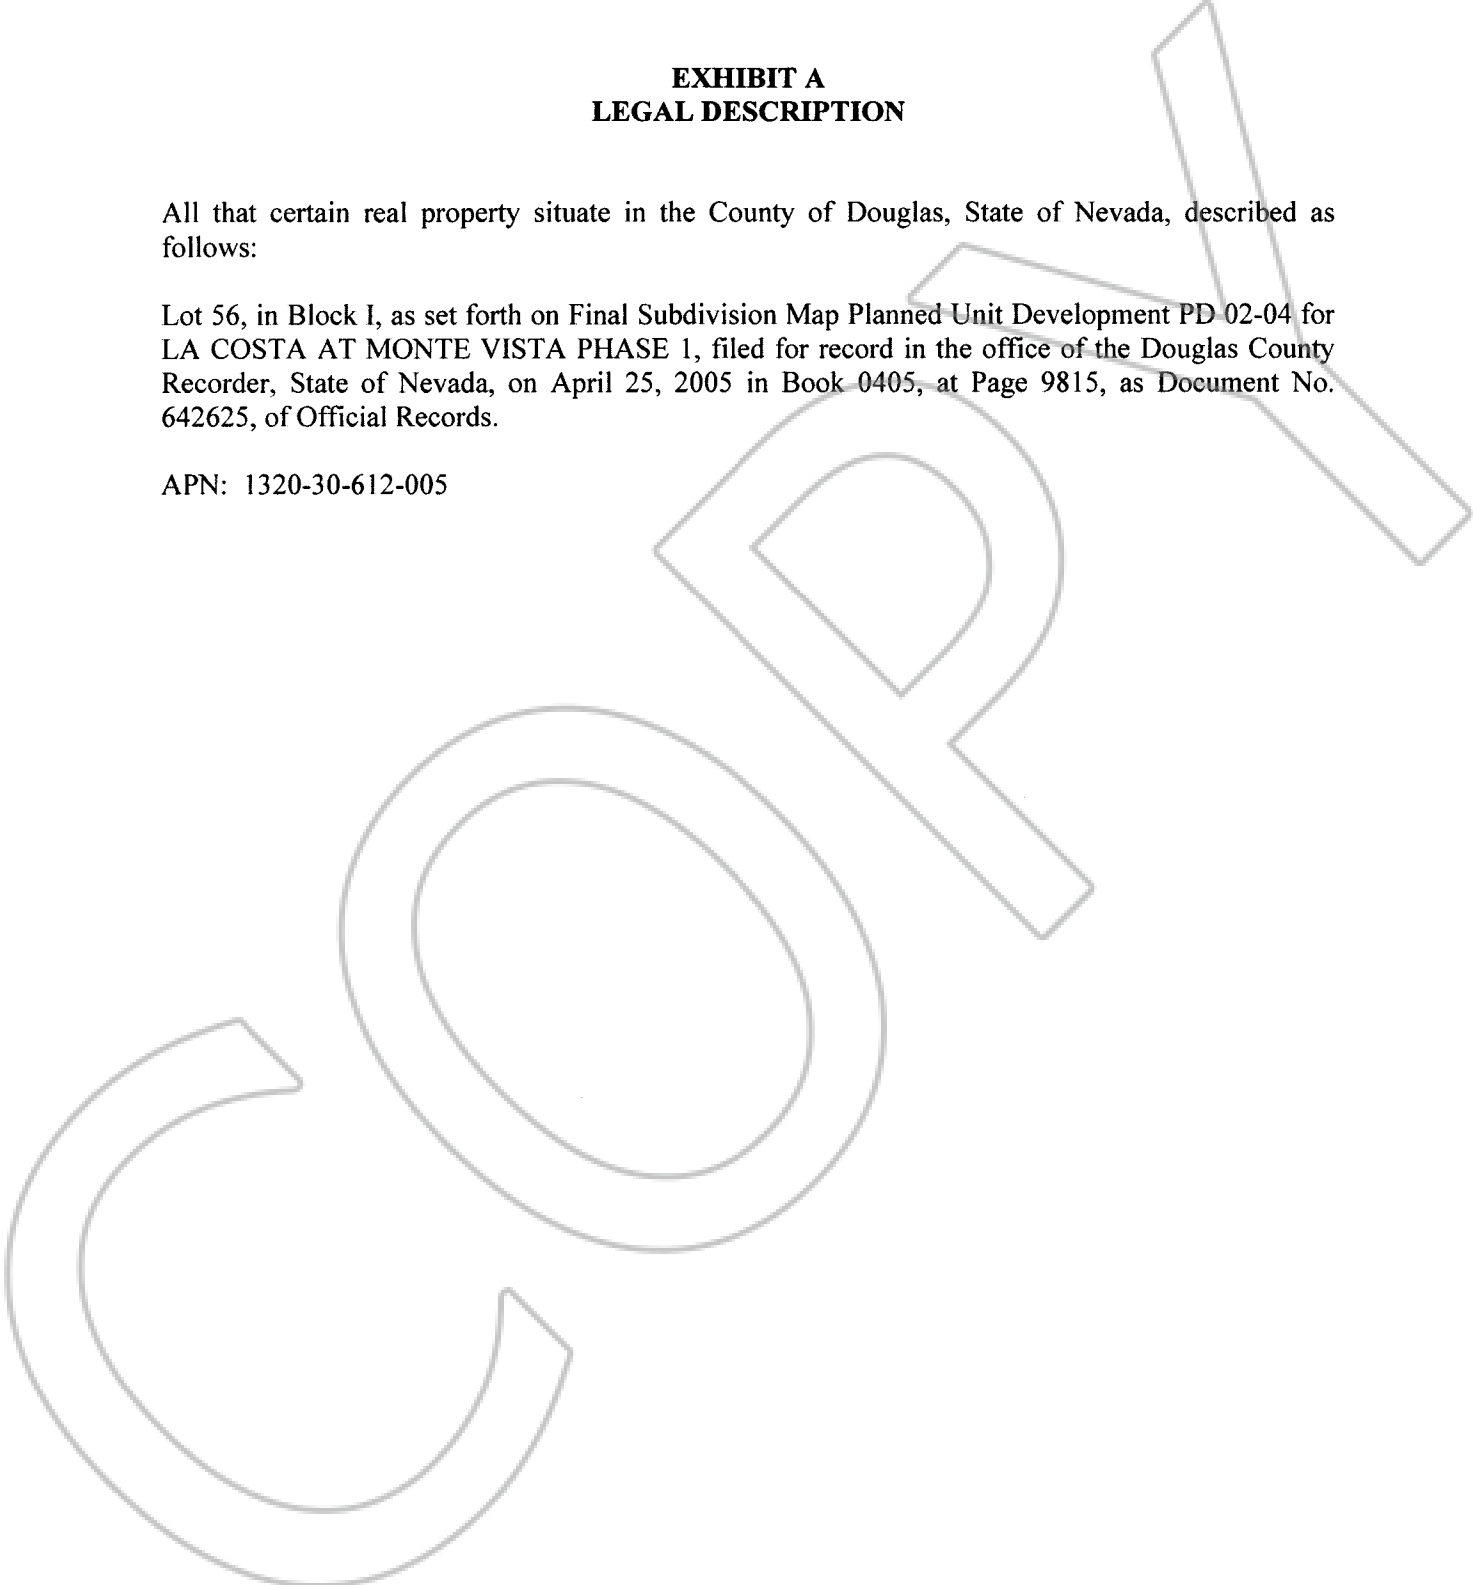 EXHIBIT A
LEGAL DESCRIPTION
All that certain real property situate in the County of Douglas, State of Nevada, described as
follows:
Lot 56, in Block I, as set forth on Final Subdivision Map Planned Unit Development PD 02-04 for
LA COSTA AT MONTE VISTA PHASE 1, filed for record in the office of the Douglas County
Recorder, State of Nevada, on April 25, 2005 in Book 0405, at Page 9815, as Document No.
642625, of Official Records.
APN: 1320-30-612-005
COPY